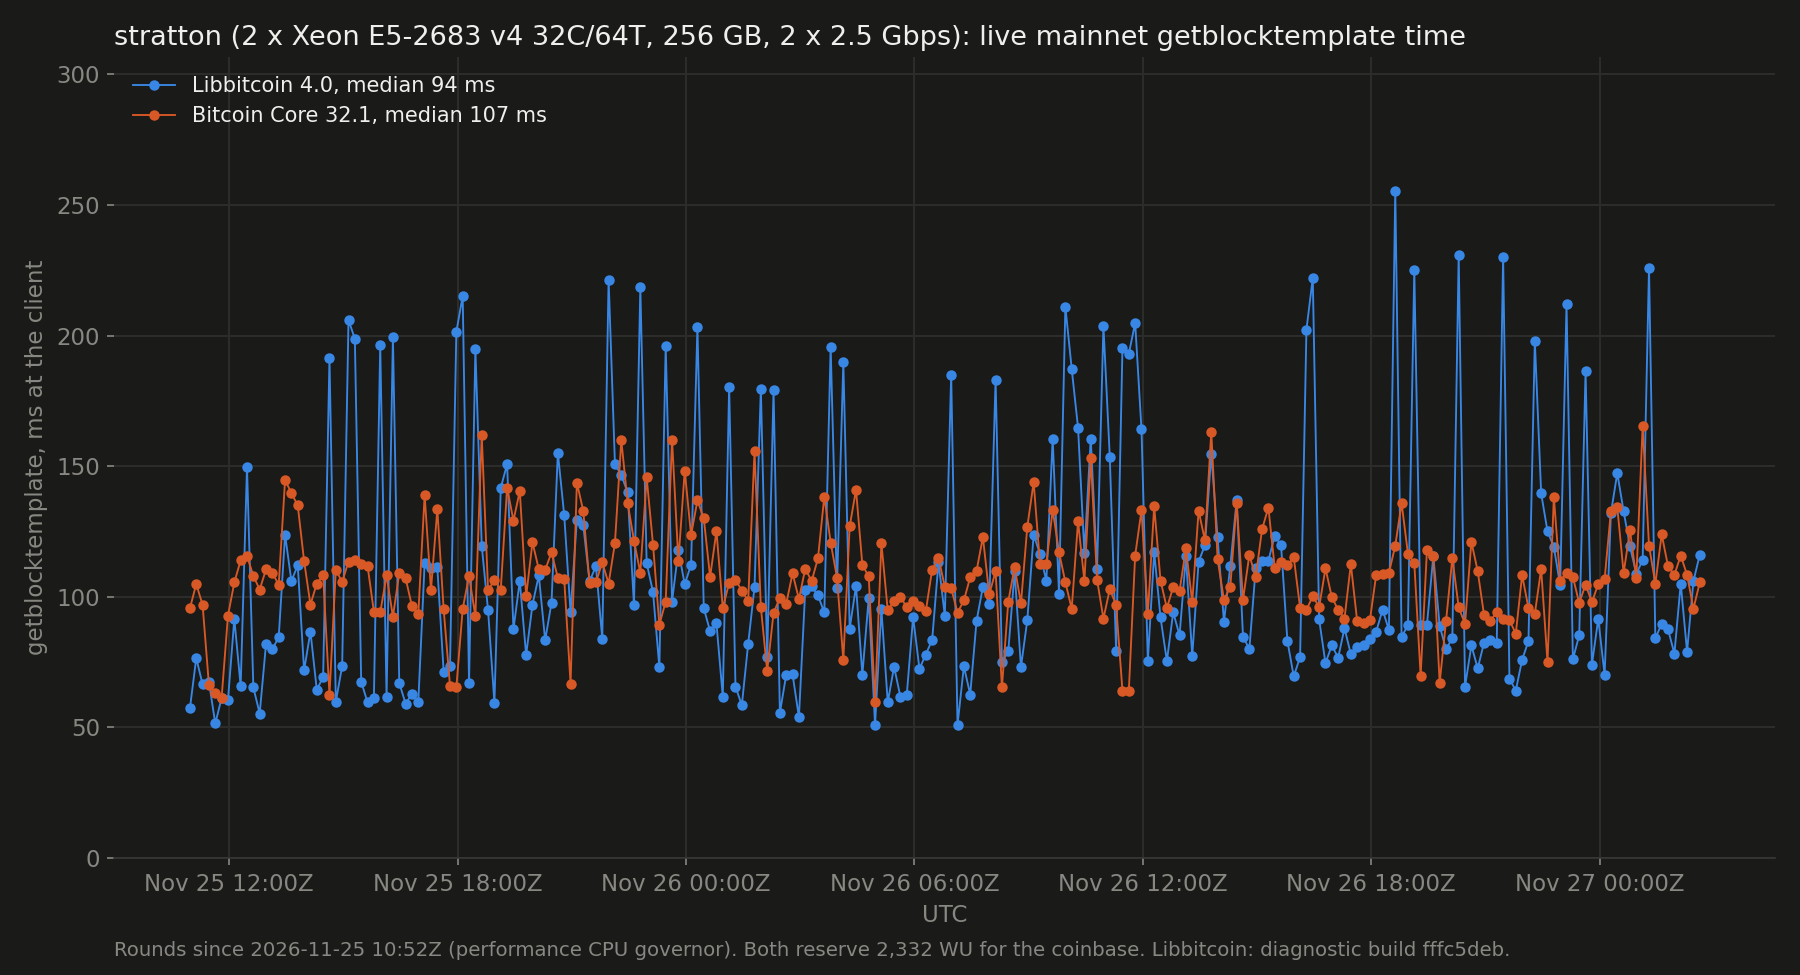 stratton (2 x Xeon E5-2683 v4 32C/64T, 256 GB, 2 x 2.5 Gbps): live mainnet getblocktemplate time
Libbitcoin 4.0, median 94 ms
Bitcoin Core 32.1, median 107 ms
getblocktemplate, ms at the client
300
250
200
150
100
50
0
Nov 25 12:00Z Nov 25 18:00Z Nov 26 00:00Z Nov 26 06:00Z Nov 26 12:00Z Nov 26 18:00Z Nov 27 00:00Z
UTC
Rounds since 2026-11-25 10:52Z (performance CPU governor). Both reserve 2,332 WU for the coinbase. Libbitcoin: diagnostic build fffc5deb.